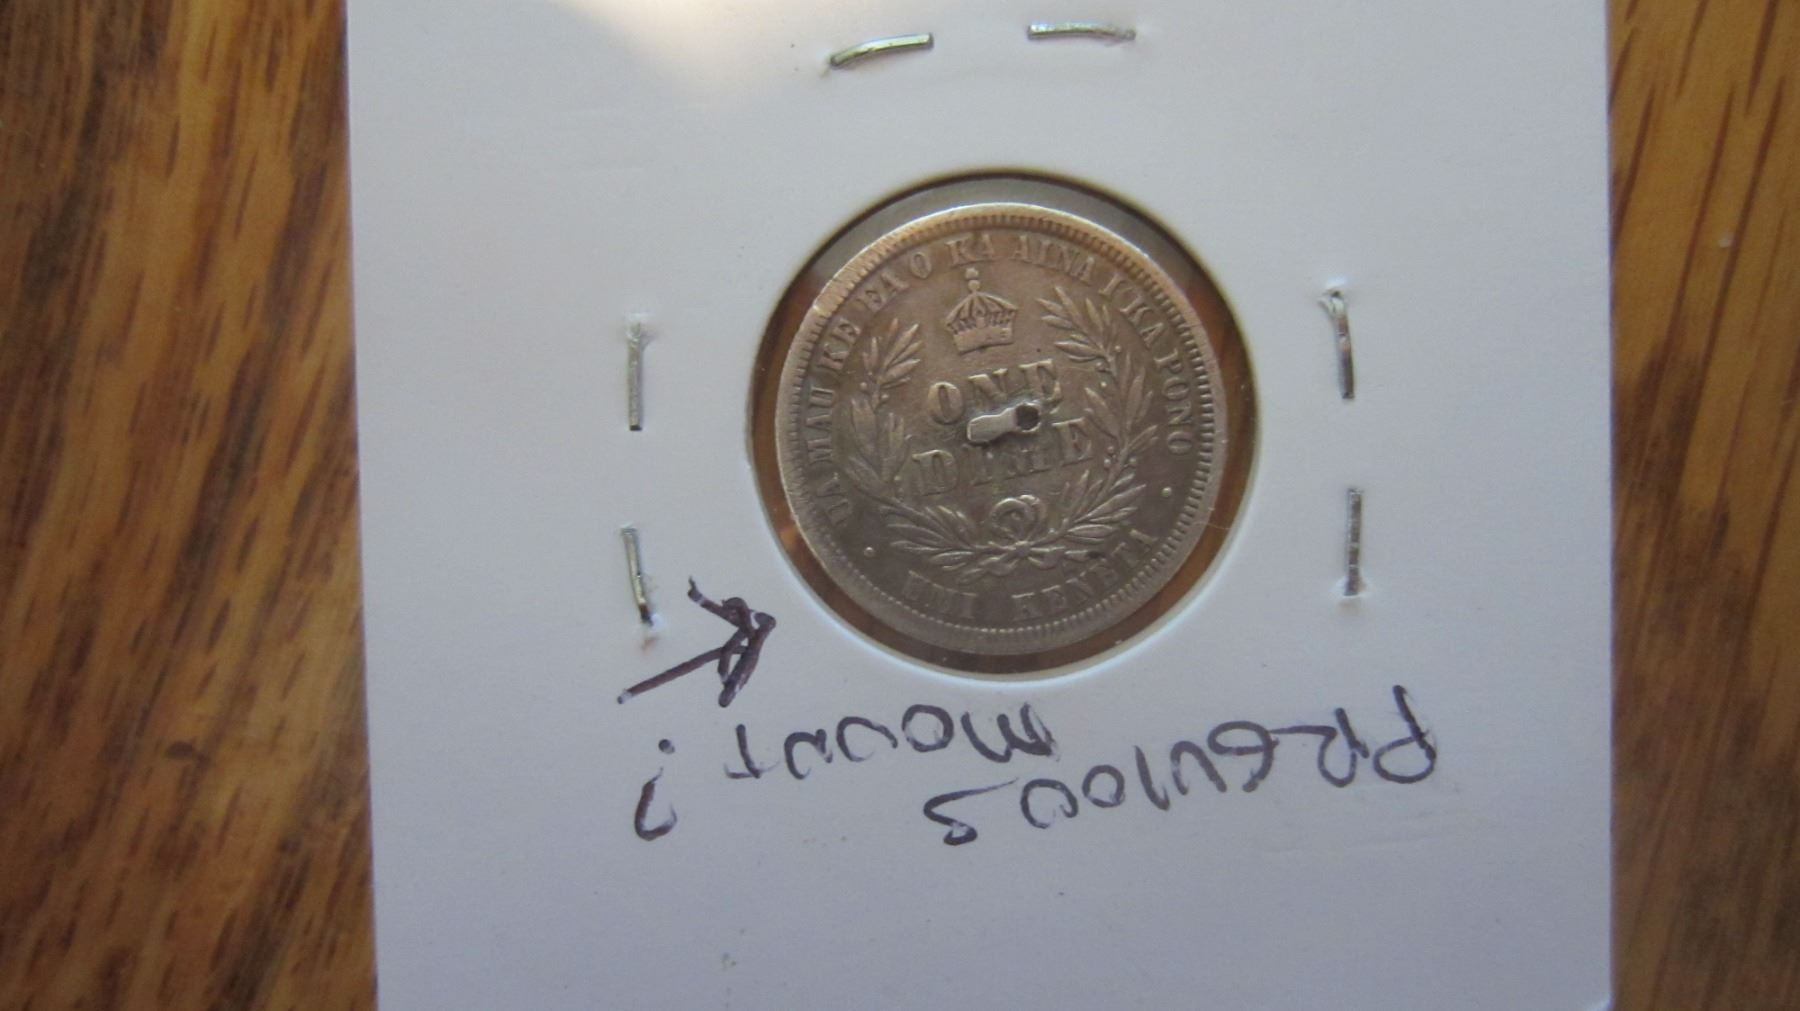 UA MAU KE EA O KA AINA I KA PONO
ONE
DIME
UMI KENETA
PREVIOUS
MOUNT ?